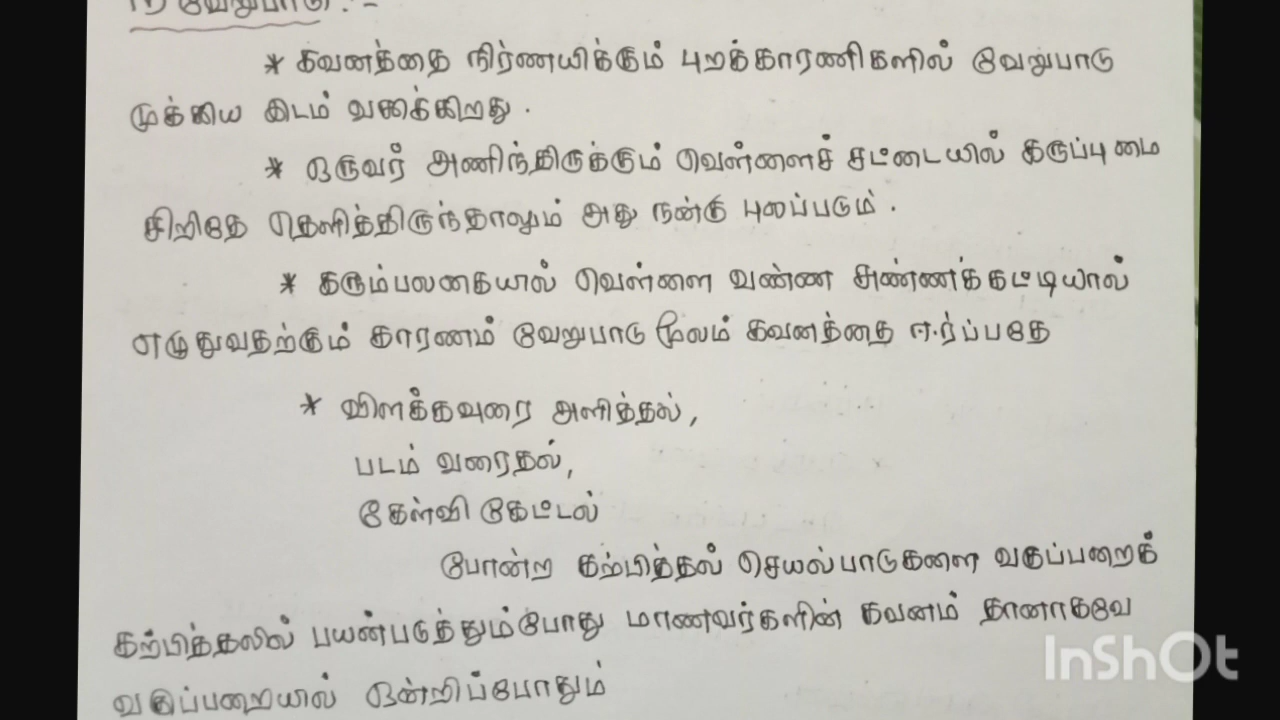 வேறுபாடு : -
* கவனத்தை நிர்ணயிக்கும் புறக்காரணிகளில் வேறுபாடு
முக்கிய இடம் வகிக்கிறது .
* ஒருவர் அணிந்திருக்கும் வெள்ளைச் சட்டையில் கருப்பு மை
சிறிதே தெளித்திருந்தாலும் அது நன்கு புலப்படும் .
* கரும்பலகையில் வெள்ளை வண்ண சுண்ணக்கட்டியால்
எழுதுவதற்கும் காரணம் வேறுபாடு மூலம் கவனத்தை ஈர்ப்பதே
* விளக்கவுரை அளித்தல் ,
படம் வரைதல் ,
கேள்வி கேட்டல்
போன்ற கற்பித்தல் செயல்பாடுகளை வகுப்பறைக்
கற்பித்தலில் பயன்படுத்தும்போது மாணவர்களின் கவனம் தானாகவே
வகுப்பறையில் ஒன்றிப்போகும்
InShOt